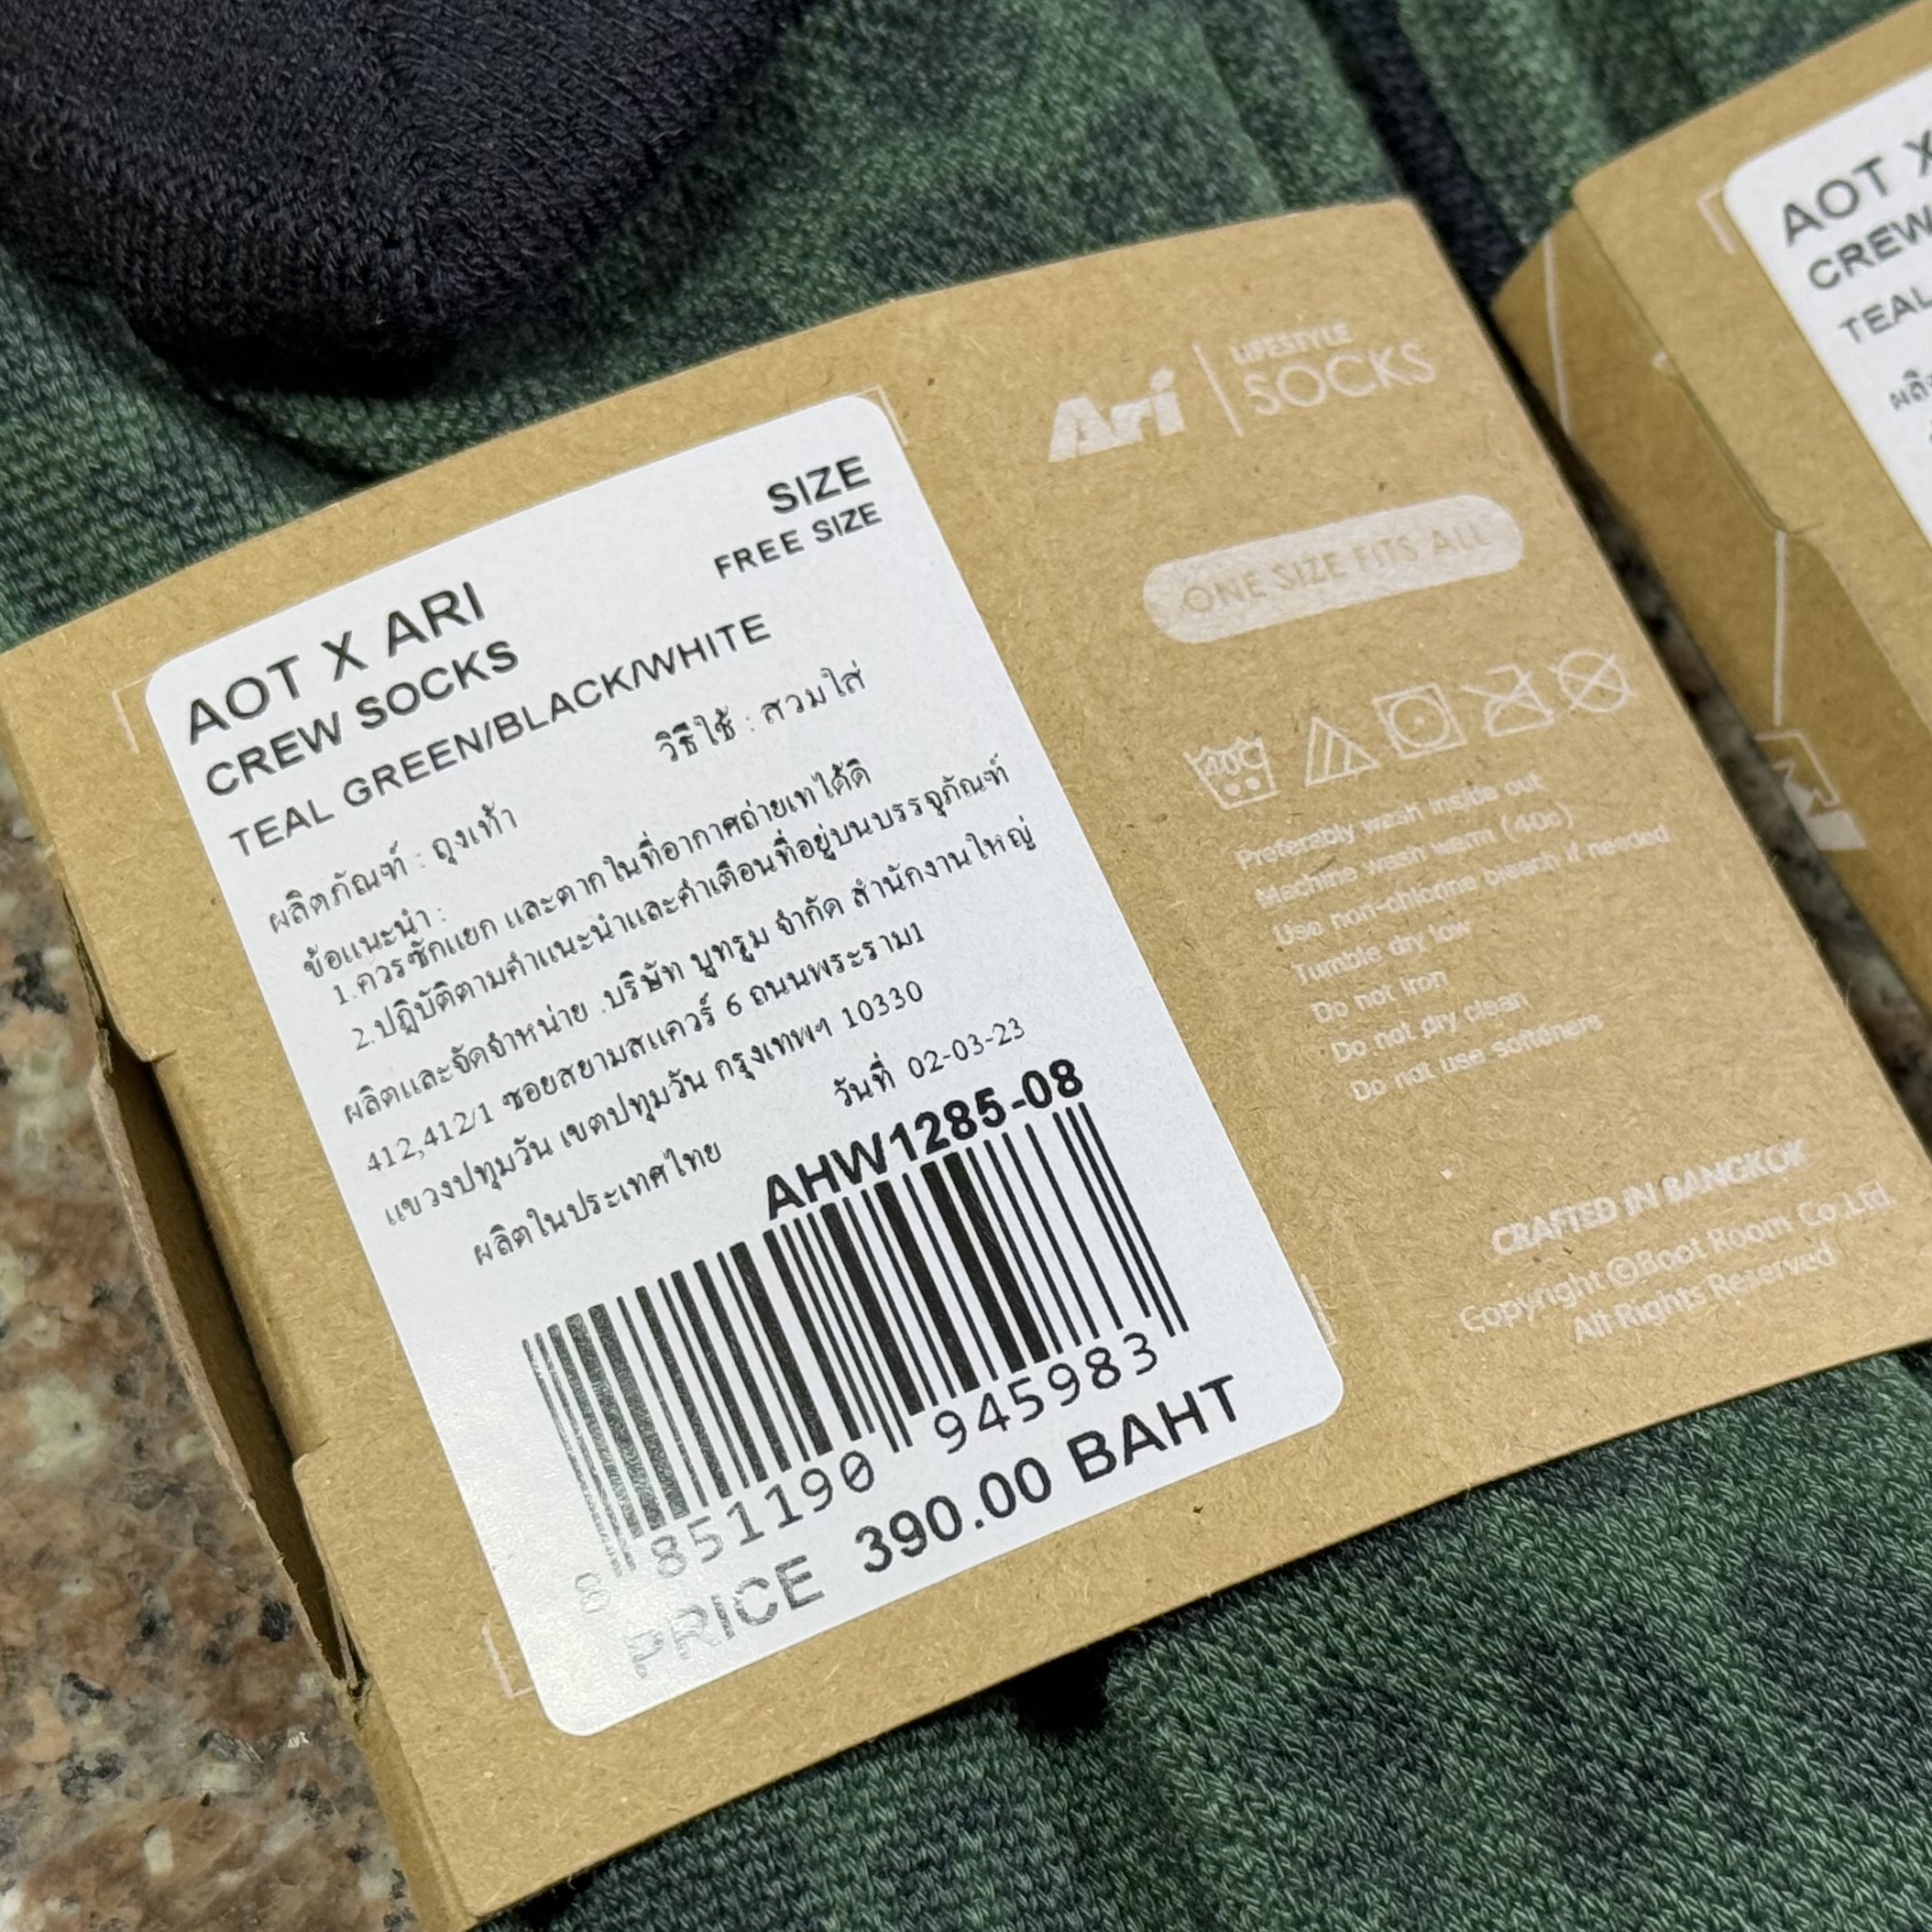 SIZE
FREE SIZE
AOT X ARI
CREW SOCKS
TEAL GREEN/BLACK/WHITE
ผลิตภัณฑ์ : ถุงเท้า วิธีใช้ : สวมใส่
ข้อแนะนำ :
1.ควรซักแยก และตากในที่อากาศถ่ายเทได้ดี
2.ปฏิบัติตามคำแนะนำและคำเตือนที่อยู่บนบรรจุภัณฑ์
ผลิตและจัดจำหน่าย :บริษัท บูทรูม จำกัด สำนักงานใหญ่
412,412/1 ซอยสยามสแควร์ 6 ถนนพระราม1
แขวงปทุมวัน เขตปทุมวัน กรุงเทพฯ 10330
ผลิตในประเทศไทย วันที่ 02-03-23
AHW1285-08
8 851190 945983
PRICE 390.00 BAHT
Ari LIFESTYLE
SOCKS
ONE SIZE FITS ALL
40C
Preferably wash inside out
Machine wash warm (40c)
Use non-chlorine bleach if needed
Tumble dry low
Do not iron
Do not dry clean
Do not use softeners
CRAFTED IN BANGKOK
Copyright ©Boot Room Co.,Ltd.
All Rights Reserved
AOT X
CREW
TEAL